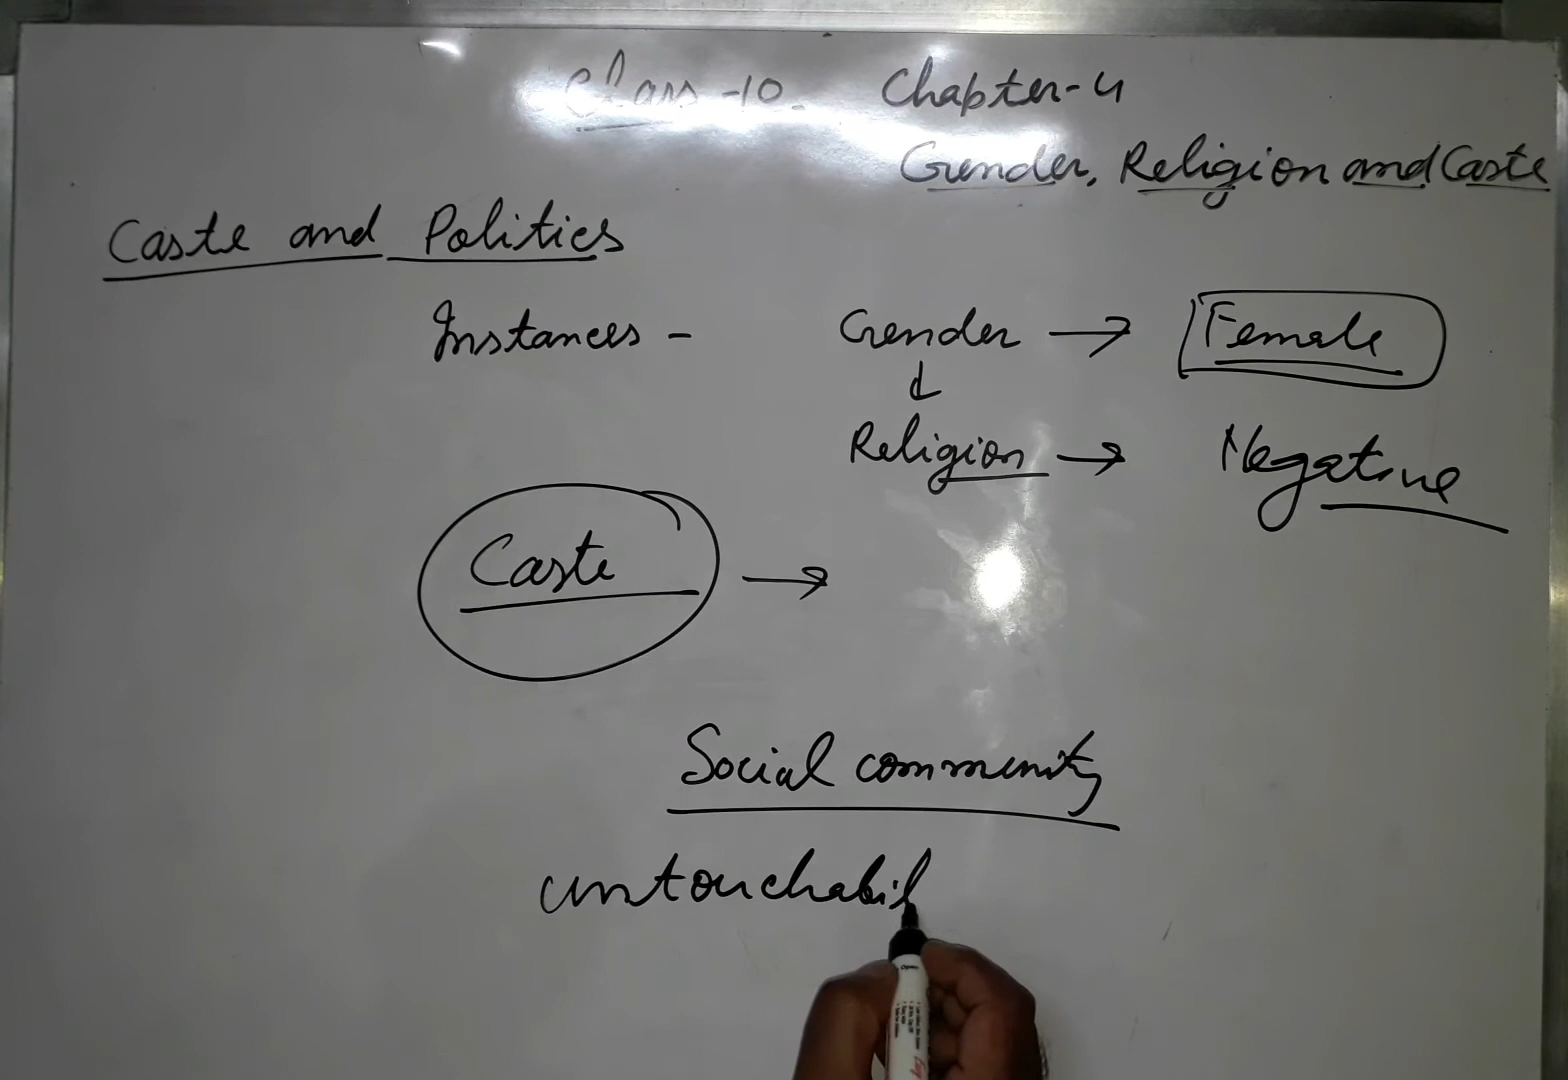 Class-10. Chapter-4
Gender, Religion and Caste
Caste and Politics
Instances - Gender → Female
↓
Religion → Negative
Caste →
Social community
untouchabil